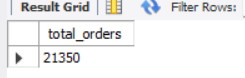 Result Grid Filter Rows:
total_orders
21350